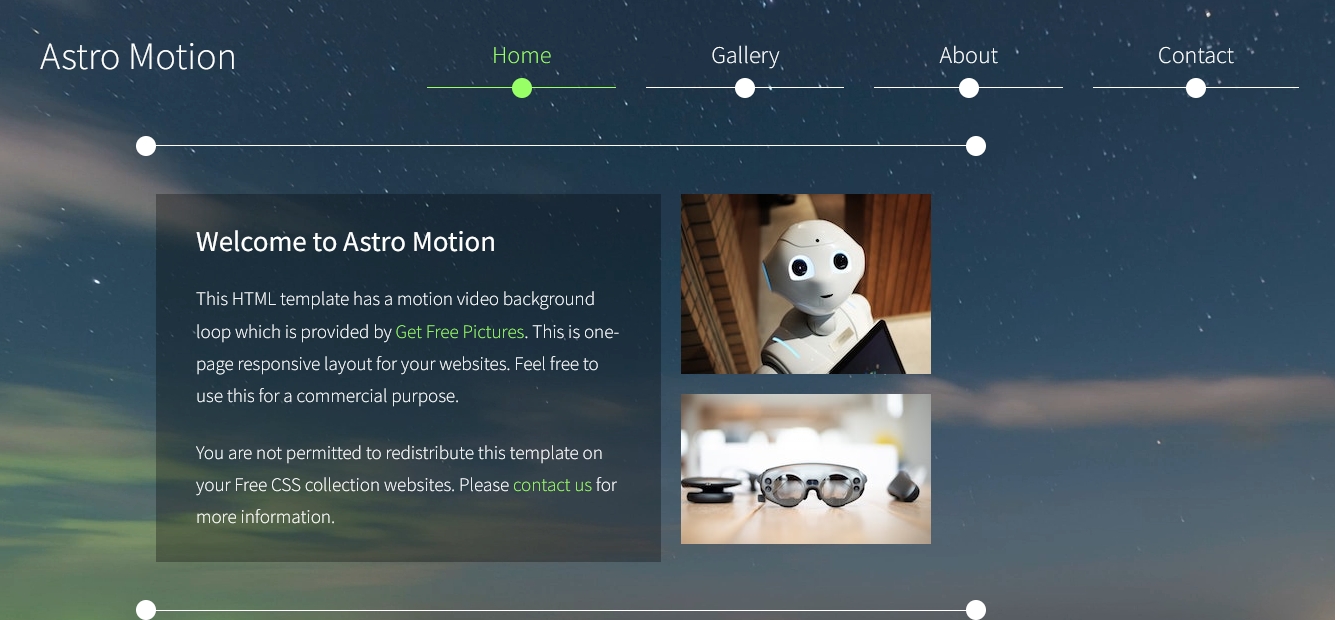 Astro Motion
Home
Gallery
About
Contact
Welcome to Astro Motion
This HTML template has a motion video background
loop which is provided by Get Free Pictures. This is one-
page responsive layout for your websites. Feel free to
use this for a commercial purpose.
You are not permitted to redistribute this template on
your Free CSS collection websites. Please contact us for
more information.